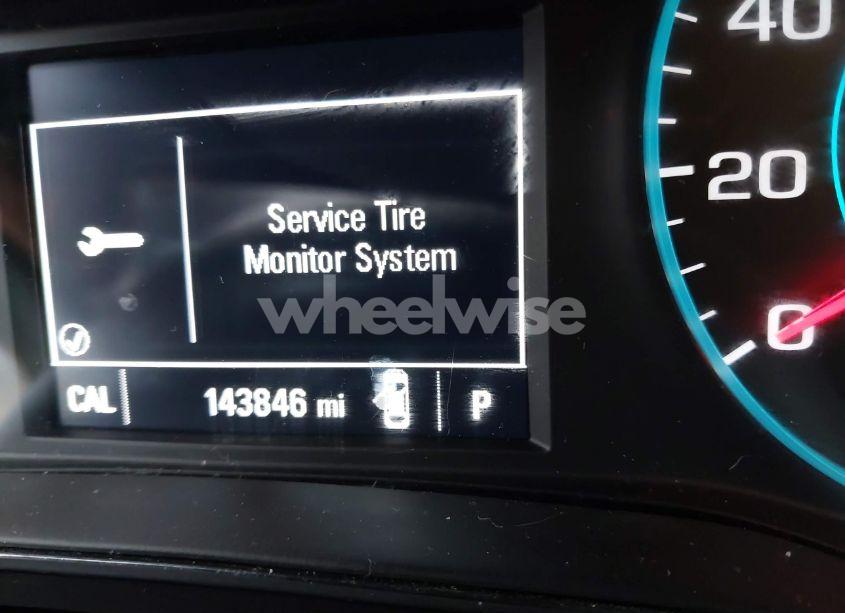 40
20
Service Tire
Monitor System
wheelwise
0
CAL 143846 mi P